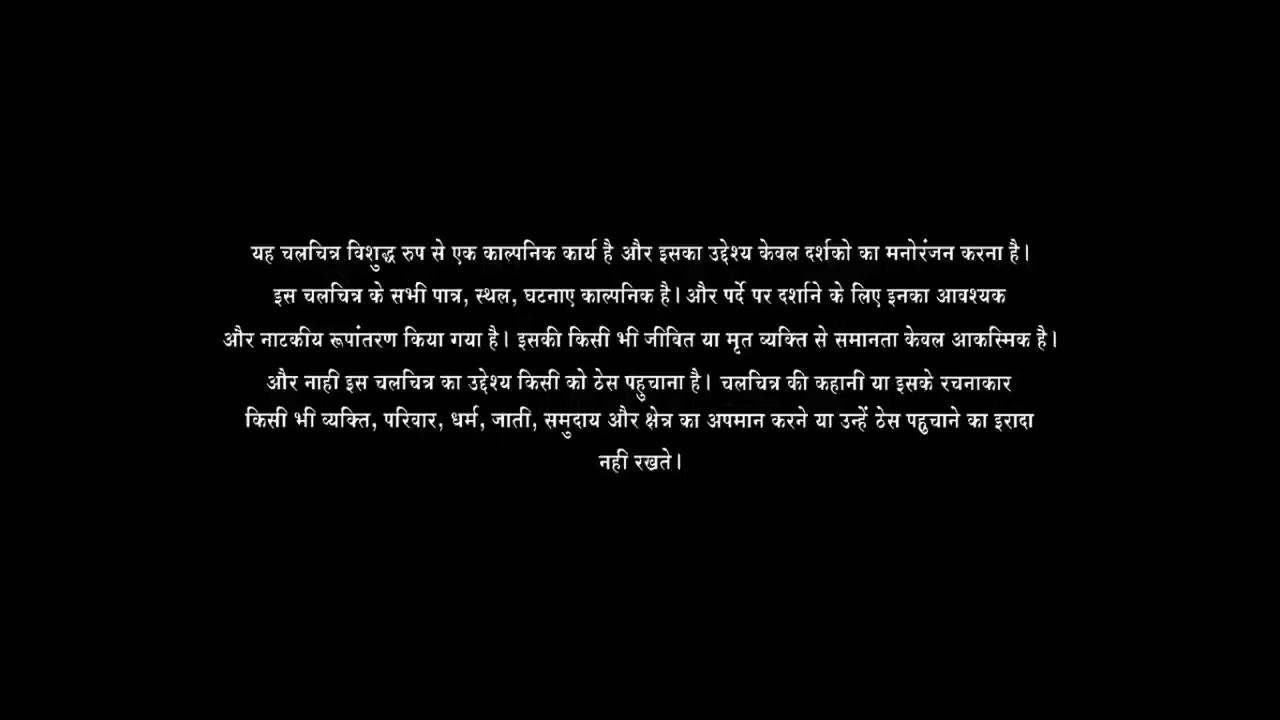 यह चलचित्र विशुद्ध रुप से एक काल्पनिक कार्य है और इसका उद्देश्य केवल दर्शको का मनोरंजन करना है।
इस चलचित्र के सभी पात्र, स्थल, घटनाए काल्पनिक है। और पर्दे पर दर्शाने के लिए इनका आवश्यक
और नाटकीय रूपांतरण किया गया है। इसकी किसी भी जीवित या मृत व्यक्ति से समानता केवल आकस्मिक है।
और नाही इस चलचित्र का उद्देश्य किसी को ठेस पहुचाना है। चलचित्र की कहानी या इसके रचनाकार
किसी भी व्यक्ति, परिवार, धर्म, जाती, समुदाय और क्षेत्र का अपमान करने या उन्हें ठेस पहुचाने का इरादा
नही रखते।